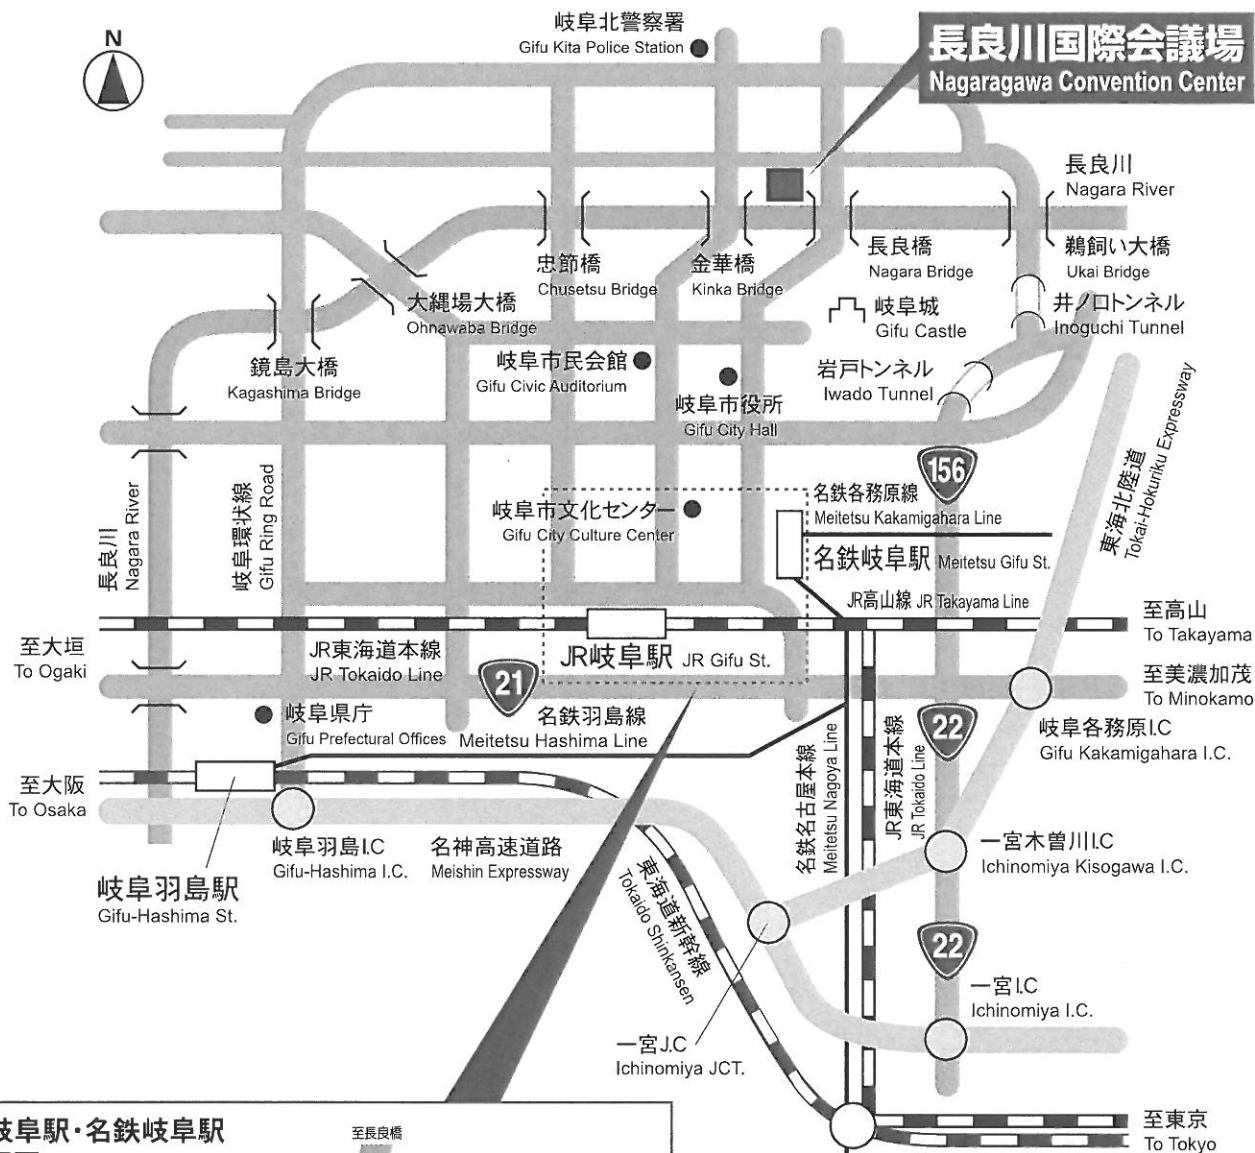 N
岐阜北警察署
Gifu Kita Police Station
長良川国際会議場
Nagaragawa Convention Center
長良川
Nagara River
忠節橋
Chusetsu Bridge
金華橋
Kinka Bridge
長良橋
Nagara Bridge
鵜飼い大橋
Ukai Bridge
大縄場大橋
Ohnawaba Bridge
岐阜城
Gifu Castle
井ノ口トンネル
Inoguchi Tunnel
鏡島大橋
Kagashima Bridge
岐阜市民会館
Gifu Civic Auditorium
岩戸トンネル
Iwado Tunnel
岐阜市役所
Gifu City Hall
東海北陸道
Tokai-Hokuriku Expressway
156
長良川
Nagara River
岐阜環状線
Gifu Ring Road
岐阜市文化センター
Gifu City Culture Center
名鉄各務原線
Meitetsu Kakamigahara Line
名鉄岐阜駅 Meitetsu Gifu St.
JR高山線 JR Takayama Line
至高山
To Takayama
至大垣
To Ogaki
JR東海道本線
JR Tokaido Line
JR岐阜駅 JR Gifu St.
21
至美濃加茂
To Minokamo
岐阜県庁
Gifu Prefectural Offices
名鉄羽島線
Meitetsu Hashima Line
22
岐阜各務原I.C
Gifu Kakamigahara I.C.
至大阪
To Osaka
名鉄名古屋本線
Meitetsu Nagoya Line
JR東海道本線
JR Tokaido Line
岐阜羽島I.C
Gifu-Hashima I.C.
名神高速道路
Meishin Expressway
一宮木曽川I.C
Ichinomiya Kisogawa I.C.
岐阜羽島駅
Gifu-Hashima St.
東海道新幹線
Tokaido Shinkansen
22
一宮I.C
Ichinomiya I.C.
一宮J.C
Ichinomiya JCT.
至東京
To Tokyo
岐阜駅・名鉄岐阜駅
至長良橋